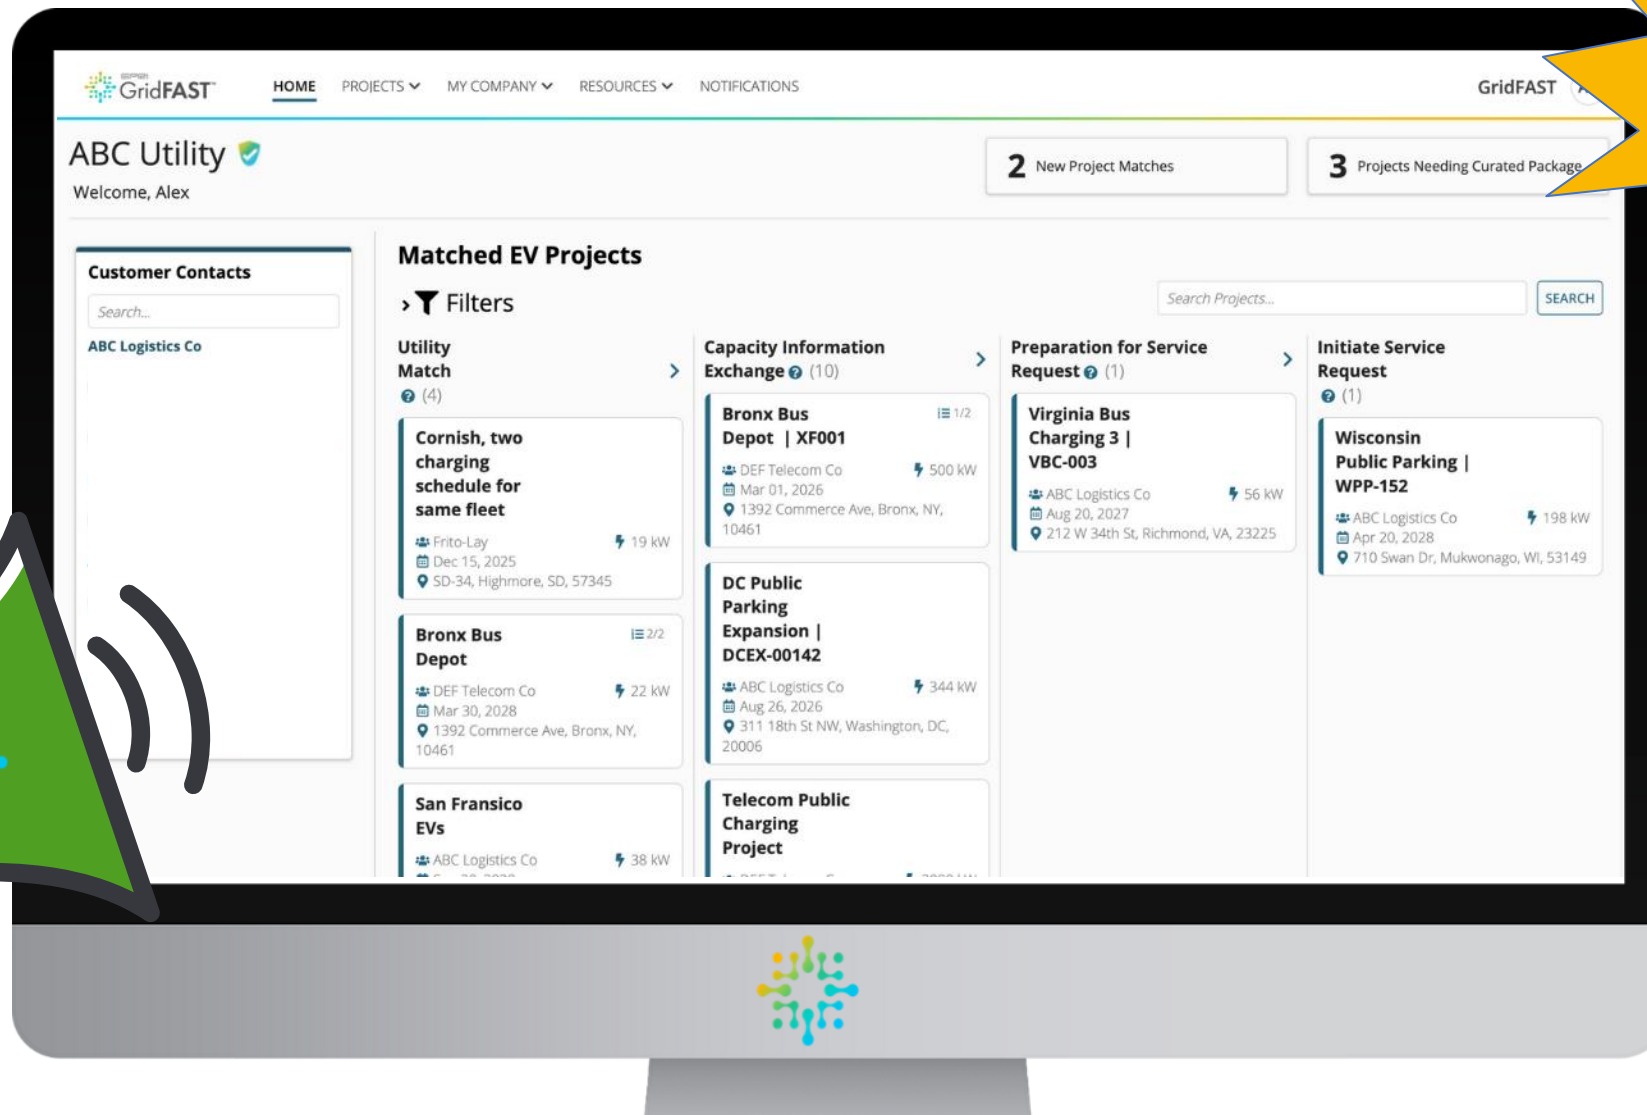 EPRI
GridFAST
HOME
PROJECTS
MY COMPANY
RESOURCES
NOTIFICATIONS
GridFAST
ABC Utility
Welcome, Alex
2 New Project Matches
3 Projects Needing Curated Package
Customer Contacts
Search...
ABC Logistics Co
Matched EV Projects
Filters
Search Projects...
SEARCH
Utility
Match
(4)
Cornish, two
charging
schedule for
same fleet
Frito-Lay
19 kW
Dec 15, 2025
SD-34, Highmore, SD, 57345
Bronx Bus
Depot
2/2
DEF Telecom Co
22 kW
Mar 30, 2028
1392 Commerce Ave, Bronx, NY,
10461
San Fransico
EVs
ABC Logistics Co
38 kW
Capacity Information
Exchange (10)
Bronx Bus
Depot | XF001
1/2
DEF Telecom Co
500 kW
Mar 01, 2026
1392 Commerce Ave, Bronx, NY,
10461
DC Public
Parking
Expansion |
DCEX-00142
ABC Logistics Co
344 kW
Aug 26, 2026
311 18th St NW, Washington, DC,
20006
Telecom Public
Charging
Project
Preparation for Service
Request (1)
Virginia Bus
Charging 3 |
VBC-003
ABC Logistics Co
56 kW
Aug 20, 2027
212 W 34th St, Richmond, VA, 23225
Initiate Service
Request
(1)
Wisconsin
Public Parking |
WPP-152
ABC Logistics Co
198 kW
Apr 20, 2028
710 Swan Dr, Mukwonago, WI, 53149